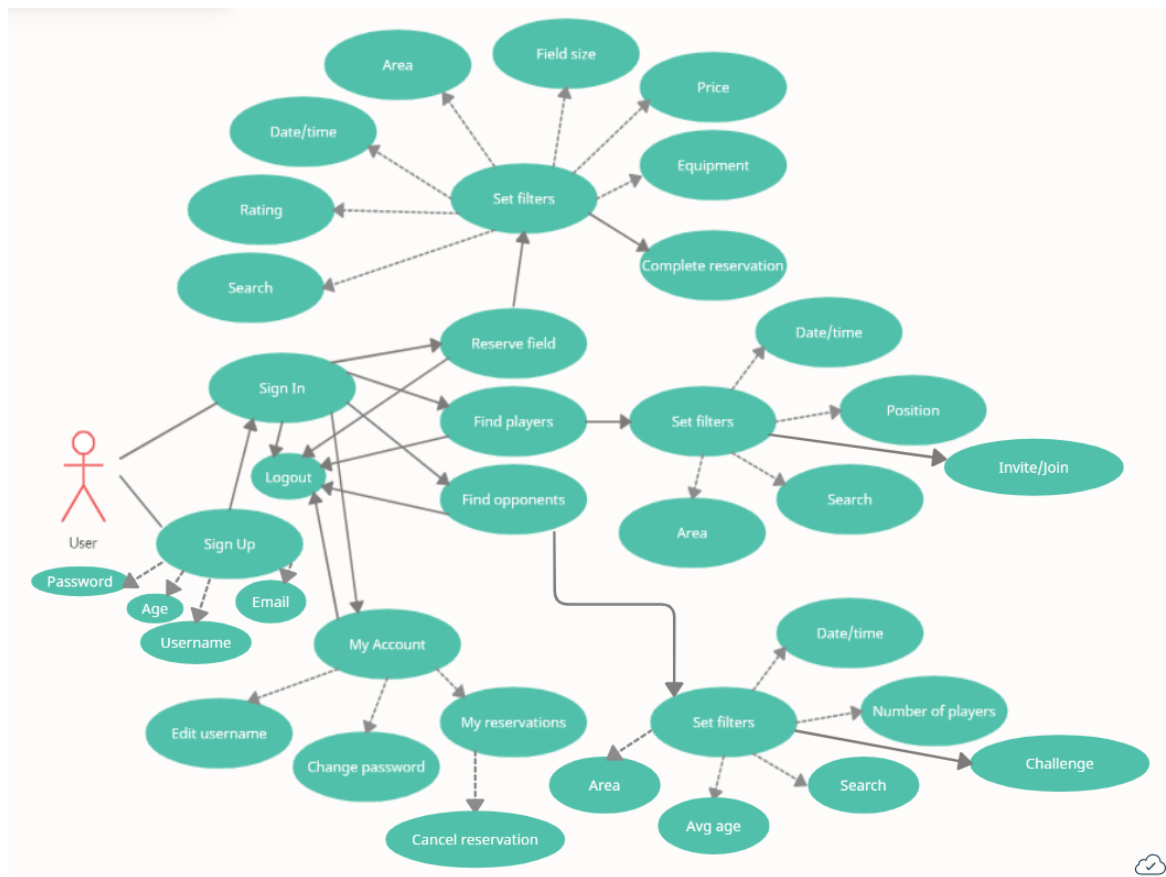 Field size
Area
Price
Date/time
Equipment
Set filters
Rating
Complete reservation
Search
Date/time
Reserve field
Sign In
Position
Find players
Set filters
Invite/Join
Logout
Find opponents
Search
Area
User
Sign Up
Password
Age
Email
Username
Date/time
My Account
Number of players
My reservations
Set filters
Edit username
Challenge
Change password
Area
Search
Avg age
Cancel reservation